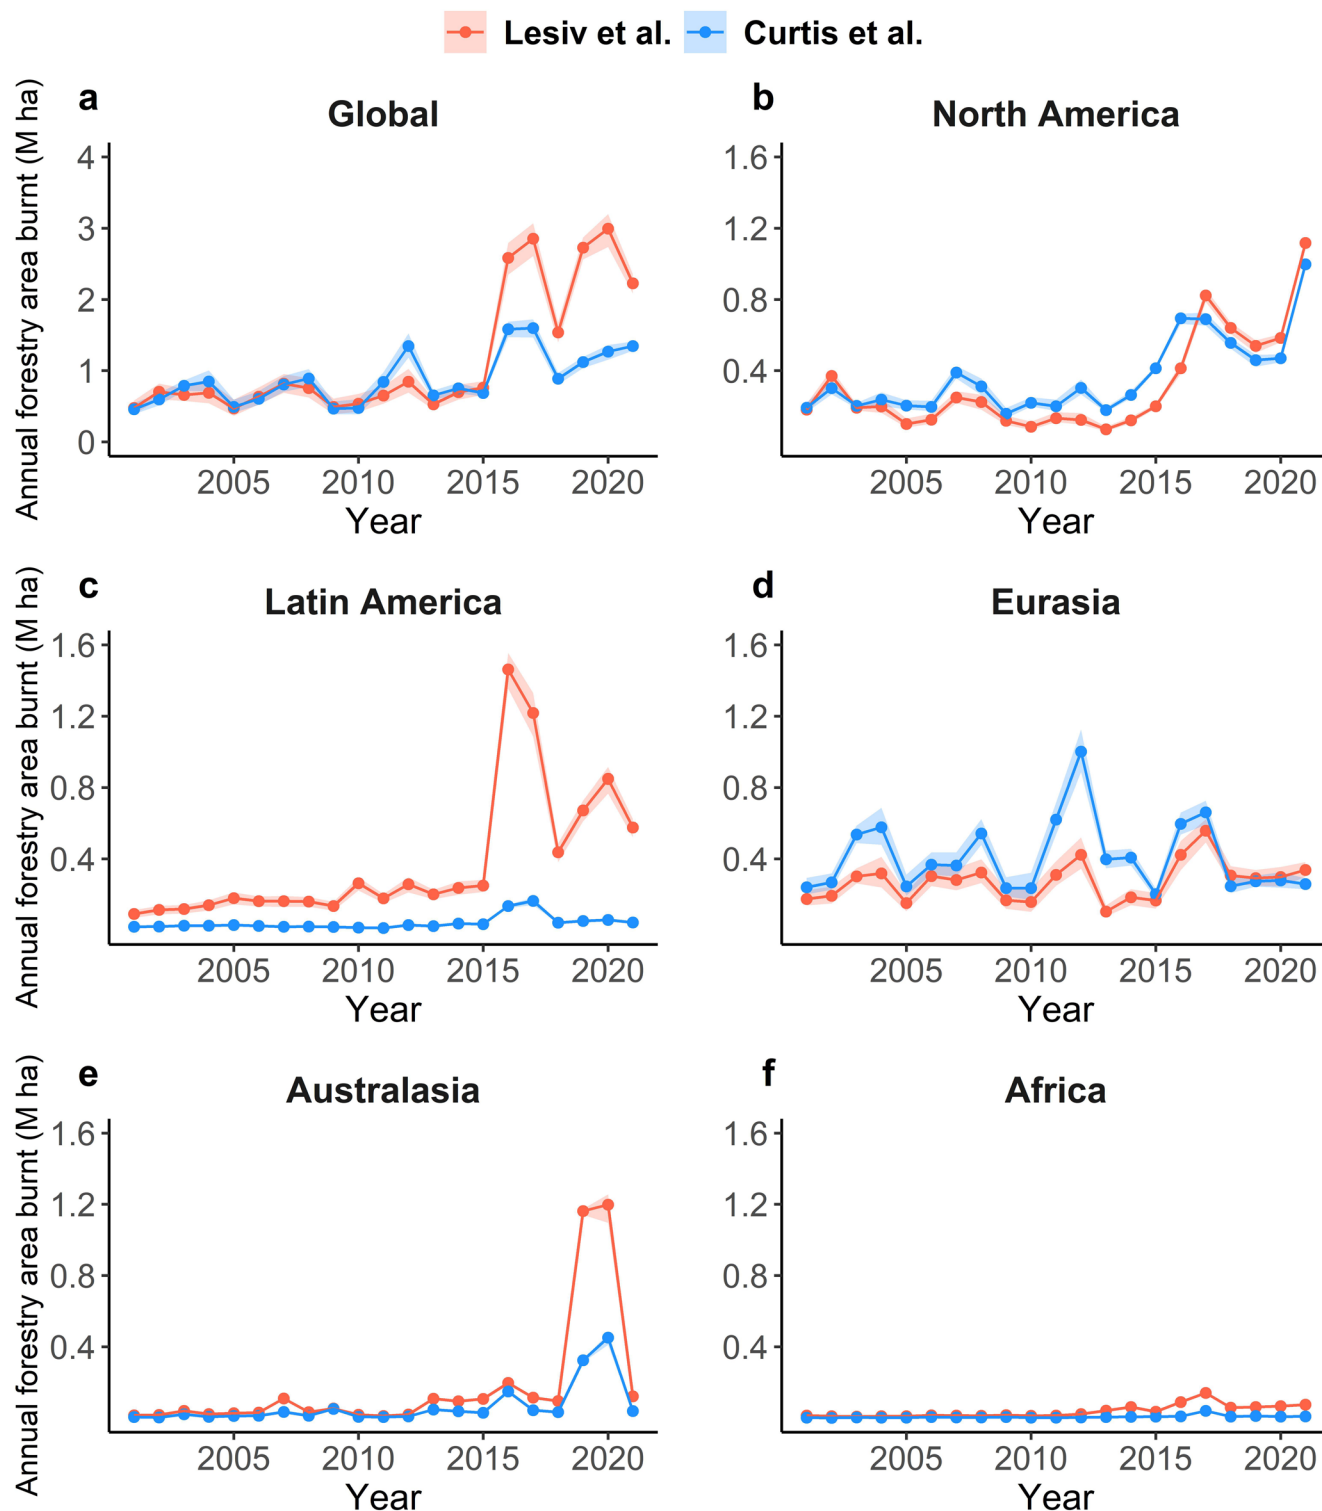 Lesiv et al. Curtis et al.
a Global
Annual forestry area burnt (M ha)
4
3
2
1
0
2005 2010 2015 2020
Year
b North America
1.6
1.2
0.8
0.4
2005 2010 2015 2020
Year
c Latin America
Annual forestry area burnt (M ha)
1.6
1.2
0.8
0.4
2005 2010 2015 2020
Year
d Eurasia
1.6
1.2
0.8
0.4
2005 2010 2015 2020
Year
e Australasia
Annual forestry area burnt (M ha)
1.6
1.2
0.8
0.4
2005 2010 2015 2020
Year
f Africa
1.6
1.2
0.8
0.4
2005 2010 2015 2020
Year